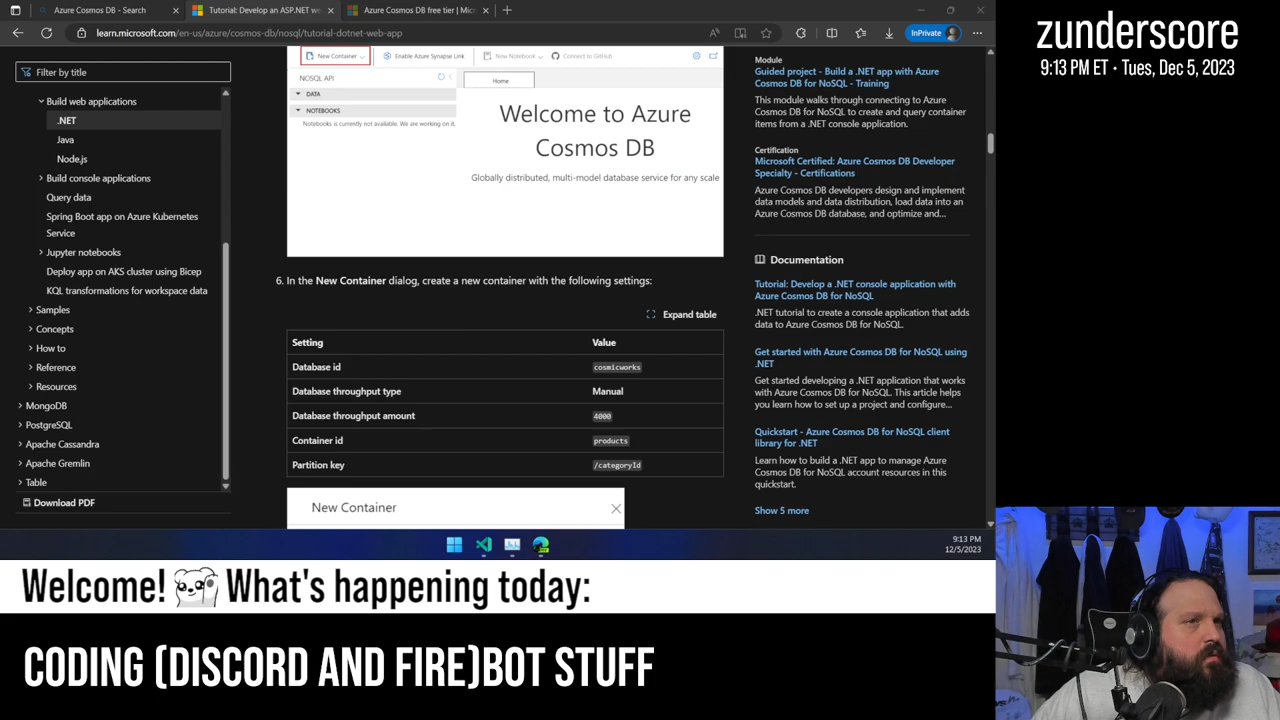 Azure Cosmos DB - Search
Tutorial: Develop an ASP.NET we
Azure Cosmos DB free tier | Mic
learn.microsoft.com/en-us/azure/cosmos-db/nosql/tutorial-dotnet-web-app
InPrivate
zunderscore
9:13 PM ET • Tues, Dec 5, 2023
Filter by title
Build web applications
.NET
Java
Node.js
Build console applications
Query data
Spring Boot app on Azure Kubernetes
Service
Jupyter notebooks
Deploy app on AKS cluster using Bicep
KQL transformations for workspace data
Samples
Concepts
How to
Reference
Resources
MongoDB
PostgreSQL
Apache Cassandra
Apache Gremlin
Table
Download PDF
New Container
Enable Azure Synapse Link
New Notebook
Connect to GitHub
NOSQL API
Home
DATA
NOTEBOOKS
Notebooks is currently not available. We are working on it.
Welcome to Azure
Cosmos DB
Globally distributed, multi-model database service for any scale
6. In the New Container dialog, create a new container with the following settings:
Expand table
Setting Value
Database id cosmicworks
Database throughput type Manual
Database throughput amount 4000
Container id products
Partition key /categoryId
New Container
Module
Guided project - Build a .NET app with Azure
Cosmos DB for NoSQL - Training
This module walks through connecting to Azure
Cosmos DB for NoSQL to create and query container
items from a .NET console application.
Certification
Microsoft Certified: Azure Cosmos DB Developer
Specialty - Certifications
Azure Cosmos DB developers design and implement
data models and data distribution, load data into an
Azure Cosmos DB database, and optimize and...
Documentation
Tutorial: Develop a .NET console application with
Azure Cosmos DB for NoSQL
.NET tutorial to create a console application that adds
data to Azure Cosmos DB for NoSQL.
Get started with Azure Cosmos DB for NoSQL using
.NET
Get started developing a .NET application that works
with Azure Cosmos DB for NoSQL. This article helps
you learn how to set up a project and configure...
Quickstart - Azure Cosmos DB for NoSQL client
library for .NET
Learn how to build a .NET app to manage Azure
Cosmos DB for NoSQL account resources in this
quickstart.
Show 5 more
9:13 PM
12/5/2023
Welcome! What's happening today:
CODING (DISCORD AND FIRE)BOT STUFF